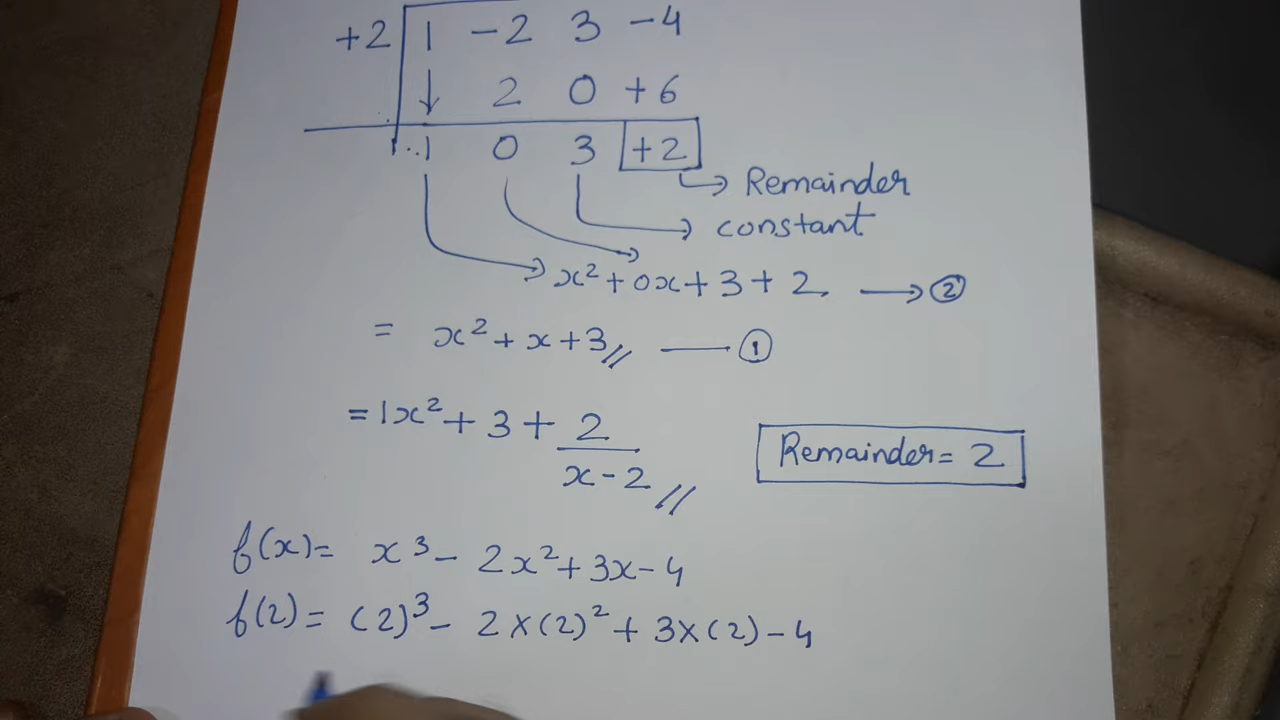 +2 1 -2 3 -4
↓ 2 0 +6
1 0 3 +2
→ Remainder
→ constant
→ x² + 0x + 3 + 2. → ②
= x² + x + 3 // — ①
= 1x² + 3 + 2/(x-2) //
Remainder = 2
f(x) = x³ - 2x² + 3x - 4
f(2) = (2)³ - 2×(2)² + 3×(2) - 4